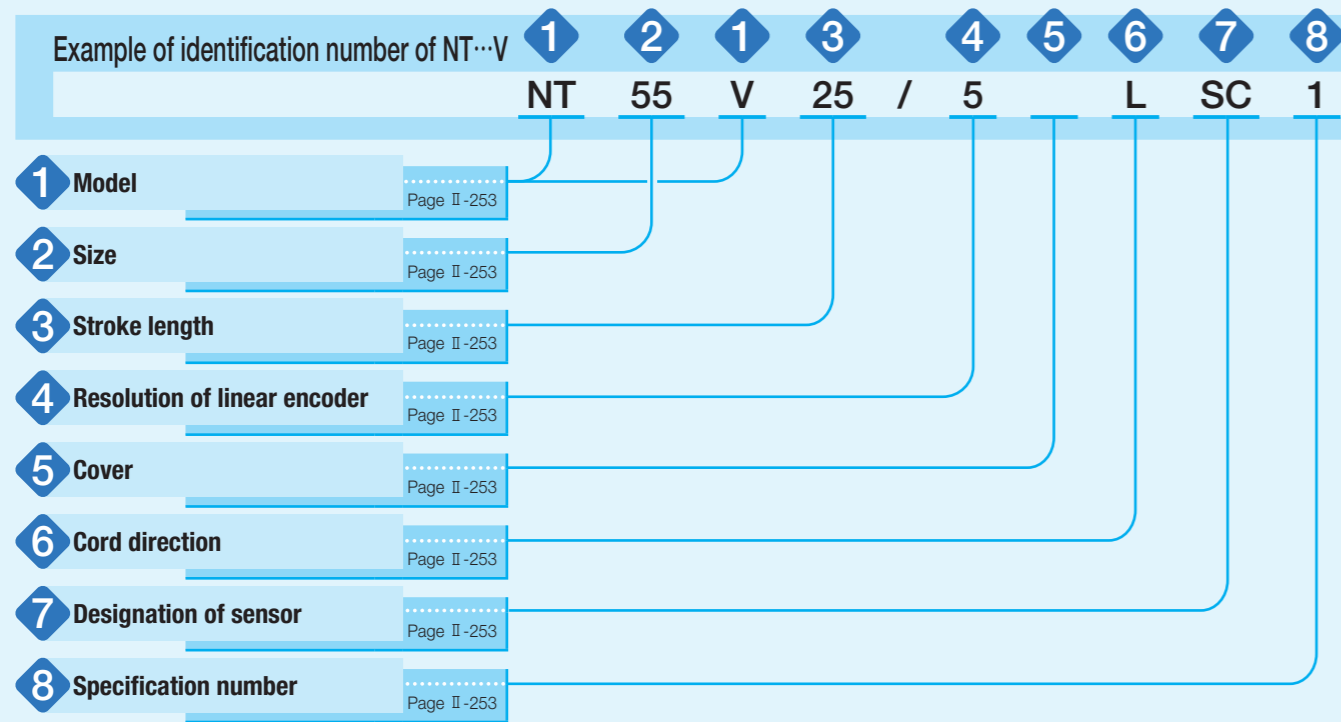 Example of identification number of NT…V 1 2 1 3 4 5 6 7 8
NT 55 V 25 / 5 L SC 1
1 Model
Page Ⅱ-253
2 Size
Page Ⅱ-253
3 Stroke length
Page Ⅱ-253
4 Resolution of linear encoder
Page Ⅱ-253
5 Cover
Page Ⅱ-253
6 Cord direction
Page Ⅱ-253
7 Designation of sensor
Page Ⅱ-253
8 Specification number
Page Ⅱ-253